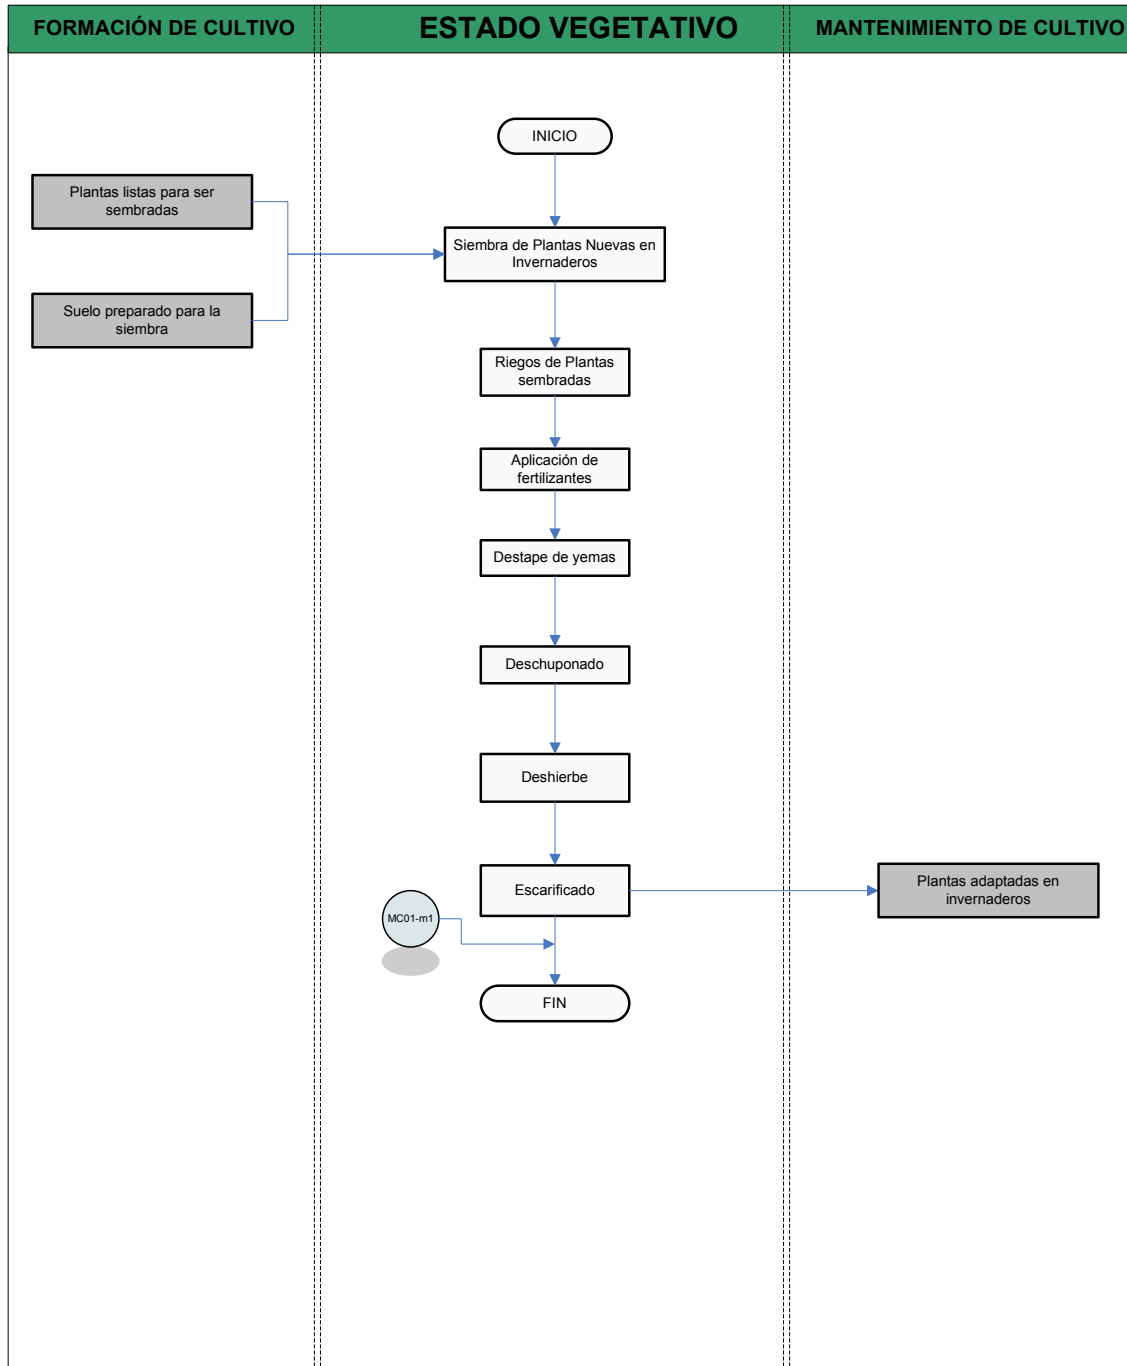 FORMACIÓN DE CULTIVO
ESTADO VEGETATIVO
MANTENIMIENTO DE CULTIVO
INICIO
Plantas listas para ser
sembradas
Siembra de Plantas Nuevas en
Invernaderos
Suelo preparado para la
siembra
Riegos de Plantas
sembradas
Aplicación de
fertilizantes
Destape de yemas
Deschuponado
Deshierbe
Escarificado
Plantas adaptadas en
invernaderos
MC01-m1
FIN